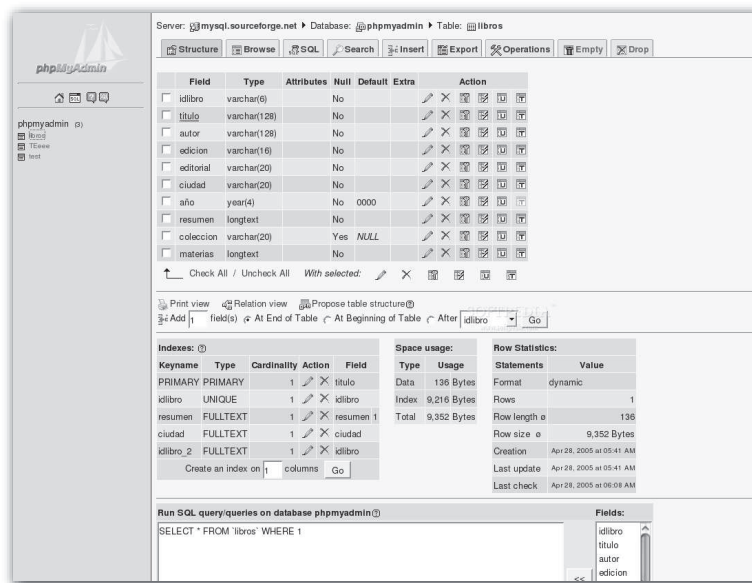 Server: mysql.sourceforge.net ▸ Database: phpmyadmin ▸ Table: libros
Structure Browse SQL Search Insert Export Operations Empty Drop
phpMyAdmin
phpmyadmin (3)
libros
TEeee
test
Field Type Attributes Null Default Extra Action
idlibro varchar(6) No
titulo varchar(128) No
autor varchar(128) No
edicion varchar(16) No
editorial varchar(20) No
ciudad varchar(20) No
año year(4) No 0000
resumen longtext No
coleccion varchar(20) Yes NULL
materias longtext No
Check All / Uncheck All With selected:
Print view Relation view Propose table structure
Add 1 field(s) At End of Table At Beginning of Table After idlibro Go
Indexes:
Keyname Type Cardinality Action Field
PRIMARY PRIMARY 1 titulo
idlibro UNIQUE 1 idlibro
resumen FULLTEXT 1 resumen 1
ciudad FULLTEXT 1 ciudad
idlibro_2 FULLTEXT 1 idlibro
Create an index on 1 columns Go
Space usage:
Type Usage
Data 136 Bytes
Index 9,216 Bytes
Total 9,352 Bytes
Row Statistics:
Statements Value
Format dynamic
Rows 1
Row length ø 136
Row size ø 9,352 Bytes
Creation Apr 28, 2005 at 05:41 AM
Last update Apr 28, 2005 at 05:41 AM
Last check Apr 28, 2005 at 06:08 AM
Run SQL query/queries on database phpmyadmin
SELECT * FROM `libros` WHERE 1
Fields:
idlibro
titulo
autor
edicion
<<